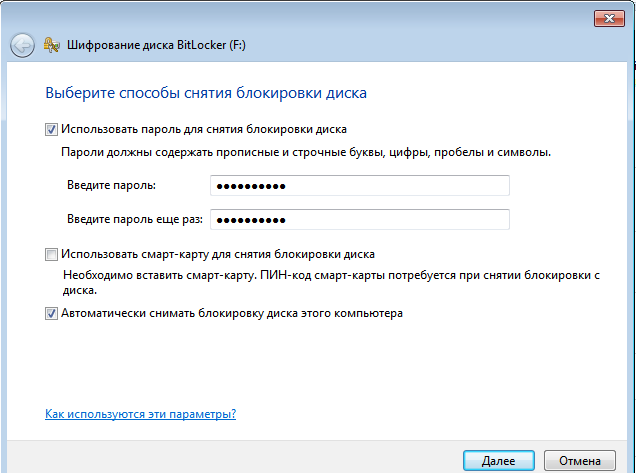 Шифрование диска BitLocker (F:)
Выберите способы снятия блокировки диска
Использовать пароль для снятия блокировки диска
Пароли должны содержать прописные и строчные буквы, цифры, пробелы и символы.
Введите пароль: ●●●●●●●●●●
Введите пароль еще раз: ●●●●●●●●●●
Использовать смарт-карту для снятия блокировки диска
Необходимо вставить смарт-карту. ПИН-код смарт-карты потребуется при снятии блокировки с
диска.
Автоматически снимать блокировку диска этого компьютера
Как используются эти параметры?
Далее Отмена